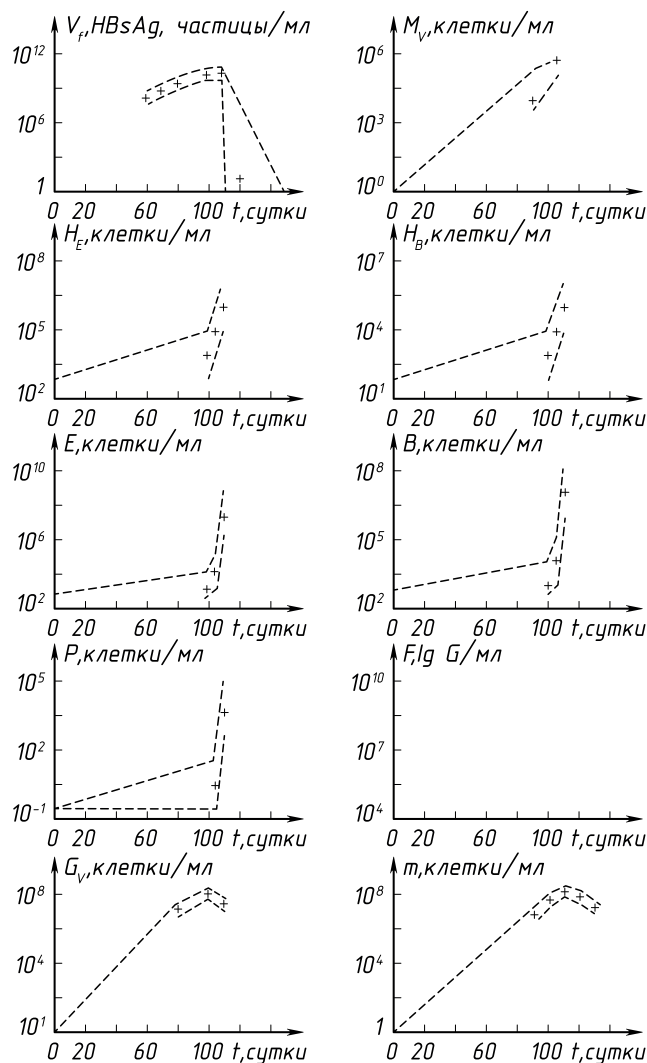 V_f, HBsAg, частицы/мл
10^12
10^6
1
0 20 60 100 t, сутки
M_V, клетки/мл
10^6
10^3
10^0
0 20 60 100 t, сутки
H_E, клетки/мл
10^8
10^5
10^2
0 20 60 100 t, сутки
H_B, клетки/мл
10^7
10^4
10^1
0 20 60 100 t, сутки
E, клетки/мл
10^10
10^6
10^2
0 20 60 100 t, сутки
B, клетки/мл
10^8
10^5
10^2
0 20 60 100 t, сутки
P, клетки/мл
10^5
10^2
10^-1
0 20 60 100 t, сутки
F, lg G/мл
10^10
10^7
10^4
0 20 60 100 t, сутки
G_V, клетки/мл
10^8
10^4
10^1
0 20 60 100 t, сутки
m, клетки/мл
10^8
10^4
1
0 20 60 100 t, сутки